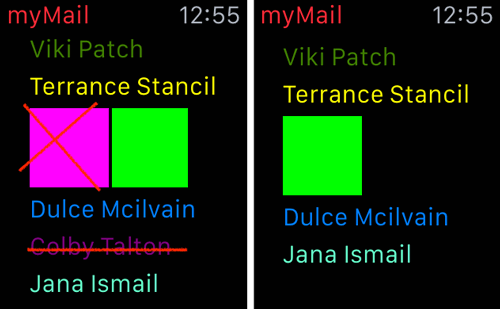 myMail 12:55
Viki Patch
Terrance Stancil
Dulce Mcilvain
Colby Talton
Jana Ismail
myMail 12:55
Viki Patch
Terrance Stancil
Dulce Mcilvain
Jana Ismail